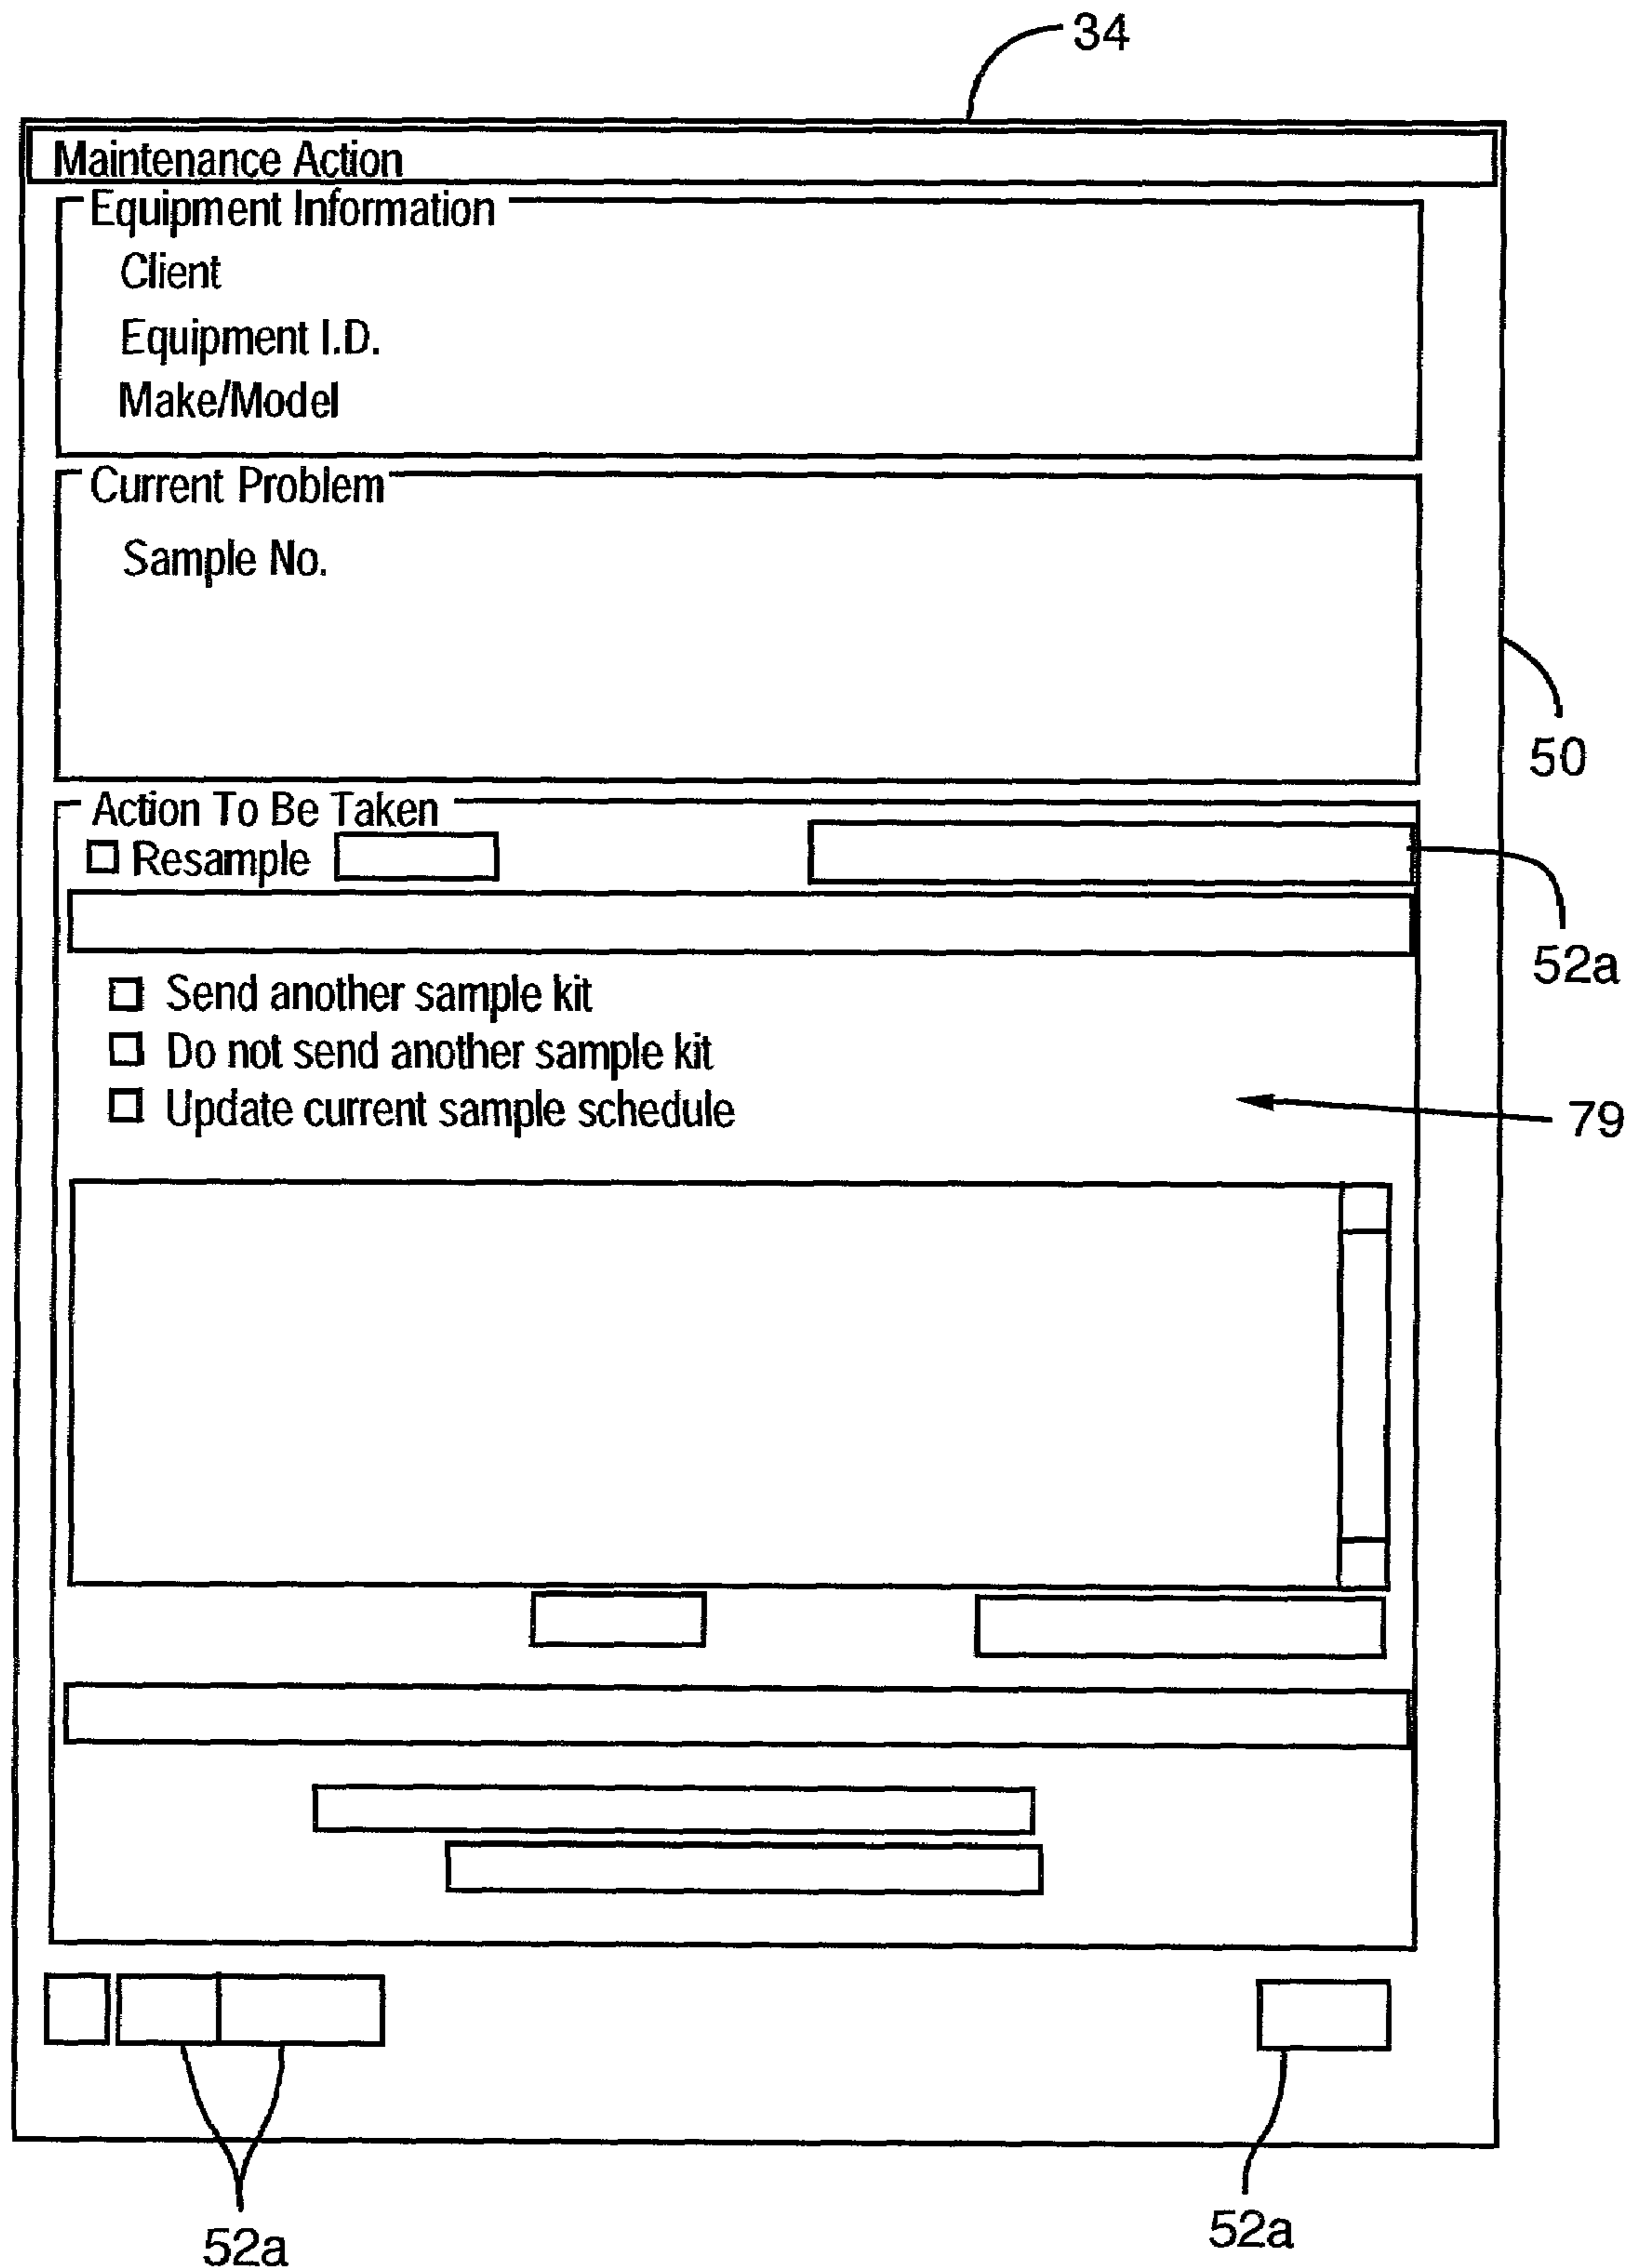 34
Maintenance Action
Equipment Information
Client
Equipment I.D.
Make/Model
Current Problem
Sample No.
50
Action To Be Taken
Resample
52a
Send another sample kit
Do not send another sample kit
Update current sample schedule
79
52a
52a